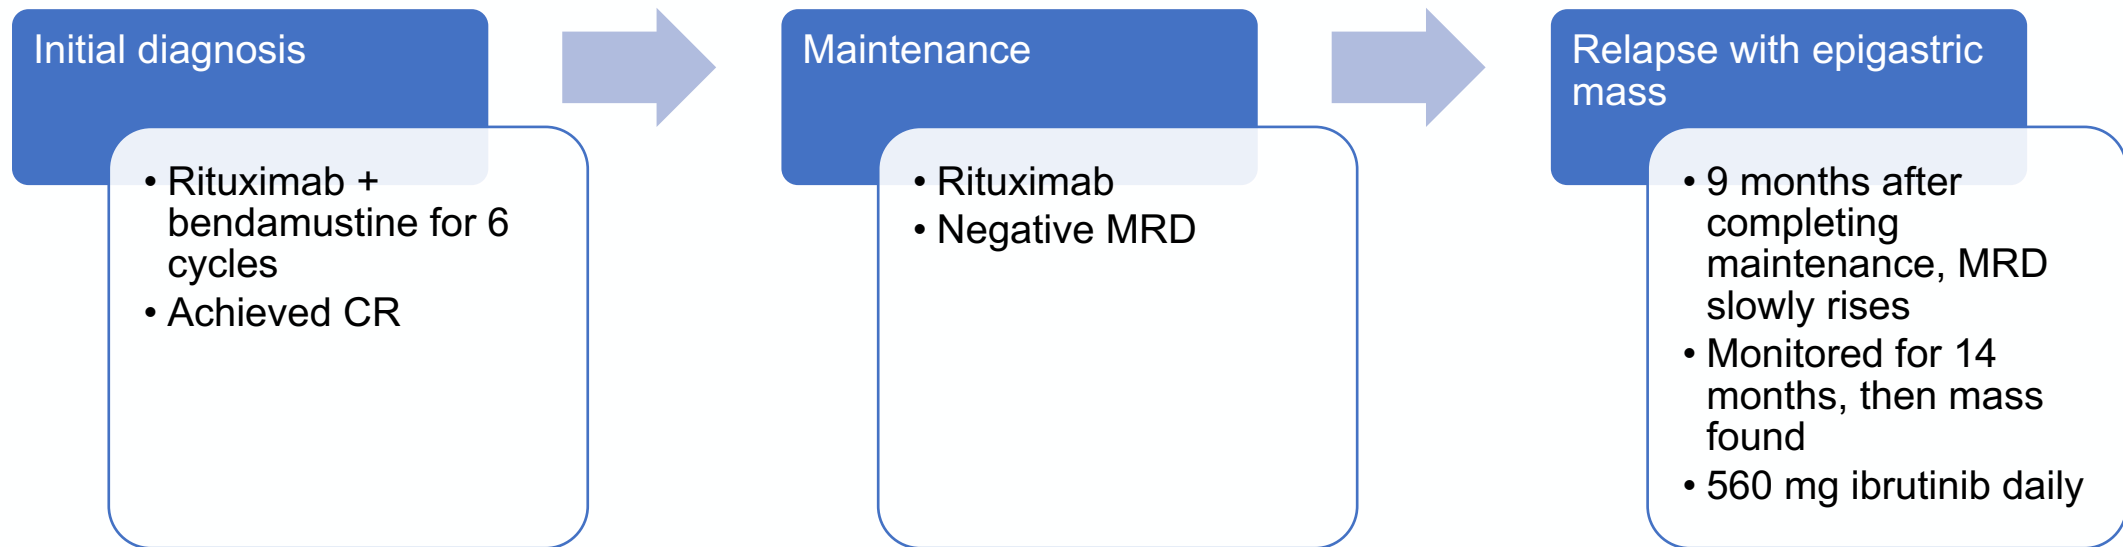 Initial diagnosis
• Rituximab +
bendamustine for 6
cycles
• Achieved CR
Maintenance
• Rituximab
• Negative MRD
Relapse with epigastric
mass
• 9 months after
completing
maintenance, MRD
slowly rises
• Monitored for 14
months, then mass
found
• 560 mg ibrutinib daily